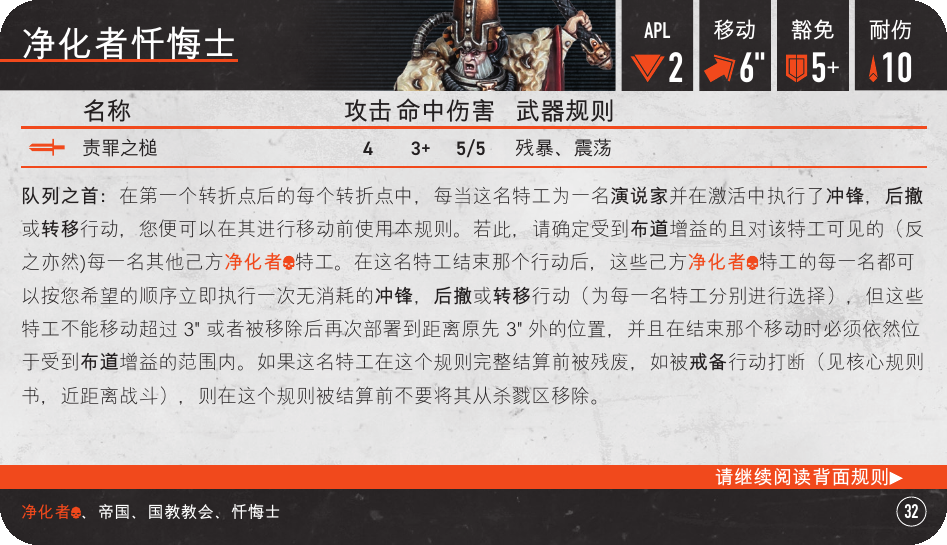 净化者忏悔士
APL 移动 豁免 耐伤
2 6" 5+ 10
名称 攻击 命中 伤害 武器规则
责罪之槌 4 3+ 5/5 残暴、震荡
队列之首：在第一个转折点后的每个转折点中，每当这名特工为一名演说家并在激活中执行了冲锋，后撤
或转移行动，您便可以在其进行移动前使用本规则。若此，请确定受到布道增益的且对该特工可见的（反
之亦然)每一名其他己方净化者特工。在这名特工结束那个行动后，这些己方净化者特工的每一名都可
以按您希望的顺序立即执行一次无消耗的冲锋，后撤或转移行动（为每一名特工分别进行选择），但这些
特工不能移动超过 3" 或者被移除后再次部署到距离原先 3" 外的位置，并且在结束那个移动时必须依然位
于受到布道增益的范围内。如果这名特工在这个规则完整结算前被残废，如被戒备行动打断（见核心规则
书，近距离战斗），则在这个规则被结算前不要将其从杀戮区移除。
请继续阅读背面规则▶
净化者、帝国、国教教会、忏悔士
32